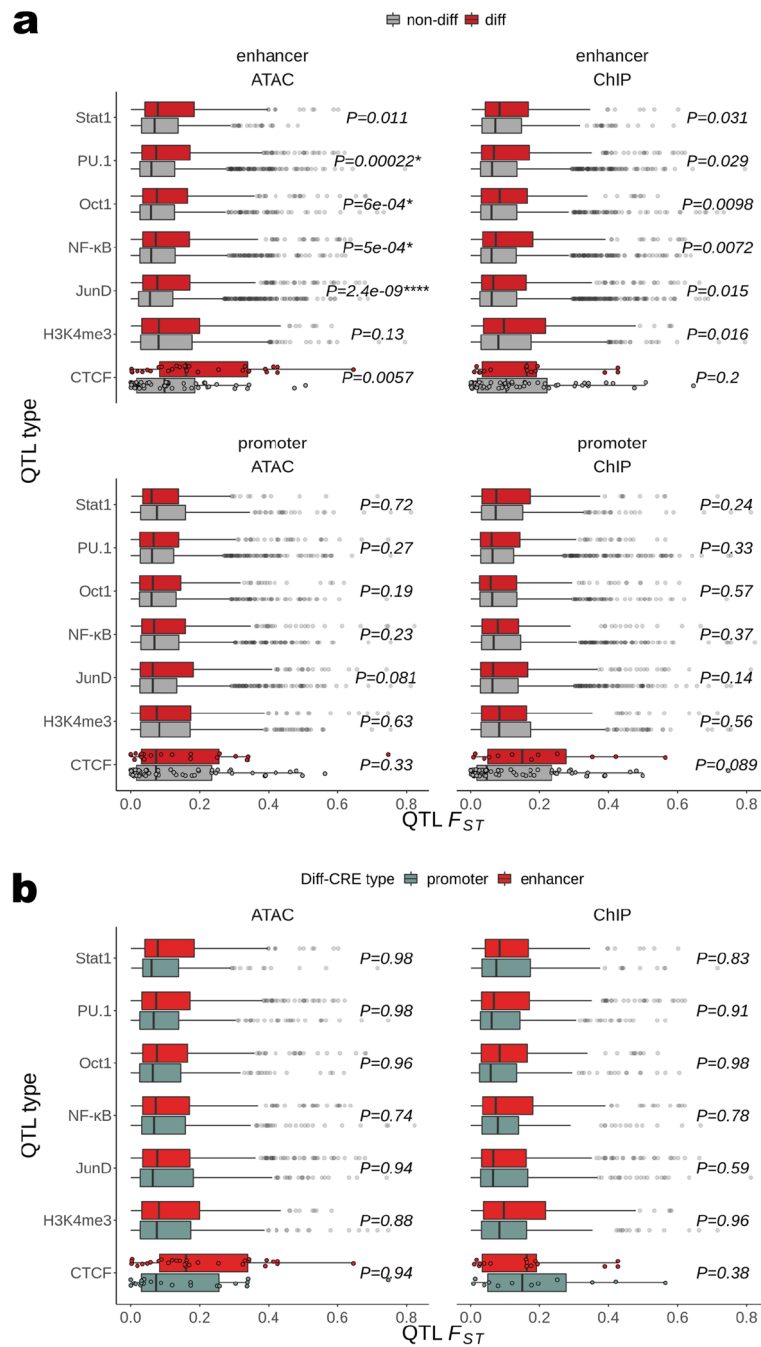 a
non-diff diff
enhancer enhancer
ATAC ChIP
Stat1 P=0.011 P=0.031
PU.1 P=0.00022* P=0.029
Oct1 P=6e-04* P=0.0098
NF-κB P=5e-04* P=0.0072
JunD P=2.4e-09**** P=0.015
H3K4me3 P=0.13 P=0.016
CTCF P=0.0057 P=0.2
QTL type
promoter promoter
ATAC ChIP
Stat1 P=0.72 P=0.24
PU.1 P=0.27 P=0.33
Oct1 P=0.19 P=0.57
NF-κB P=0.23 P=0.37
JunD P=0.081 P=0.14
H3K4me3 P=0.63 P=0.56
CTCF P=0.33 P=0.089
0.0 0.2 0.4 0.6 0.8 0.0 0.2 0.4 0.6 0.8
QTL FST
b
Diff-CRE type promoter enhancer
ATAC ChIP
Stat1 P=0.98 P=0.83
PU.1 P=0.98 P=0.91
Oct1 P=0.96 P=0.98
NF-κB P=0.74 P=0.78
JunD P=0.94 P=0.59
H3K4me3 P=0.88 P=0.96
CTCF P=0.94 P=0.38
QTL type
0.0 0.2 0.4 0.6 0.8 0.0 0.2 0.4 0.6 0.8
QTL FST